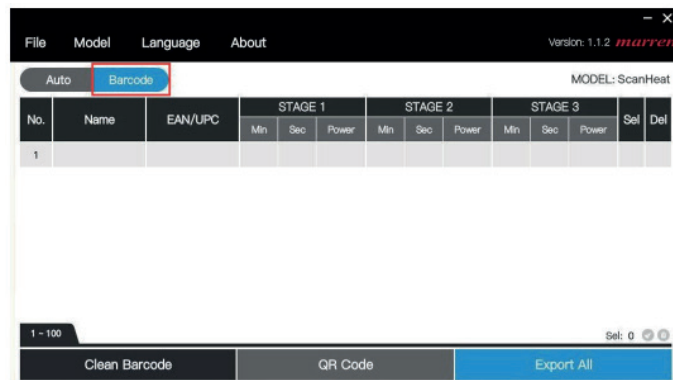 File Model Language About Version: 1.1.2 marren
Auto Barcode MODEL: ScanHeat
No. Name EAN/UPC STAGE 1 STAGE 2 STAGE 3 Sel Del
Min Sec Power Min Sec Power Min Sec Power
1
1 - 100 Sel: 0
Clean Barcode QR Code Export All